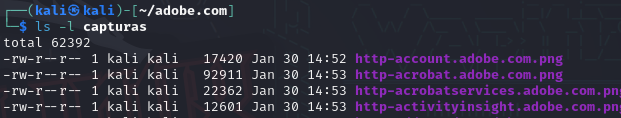 (kali㉿kali)-[~/adobe.com]
$ ls -l capturas
total 62392
-rw-r--r-- 1 kali kali 17420 Jan 30 14:52 http-account.adobe.com.png
-rw-r--r-- 1 kali kali 92911 Jan 30 14:53 http-acrobat.adobe.com.png
-rw-r--r-- 1 kali kali 22362 Jan 30 14:53 http-acrobatservices.adobe.com.png
-rw-r--r-- 1 kali kali 12601 Jan 30 14:53 http-activityinsight.adobe.com.pn